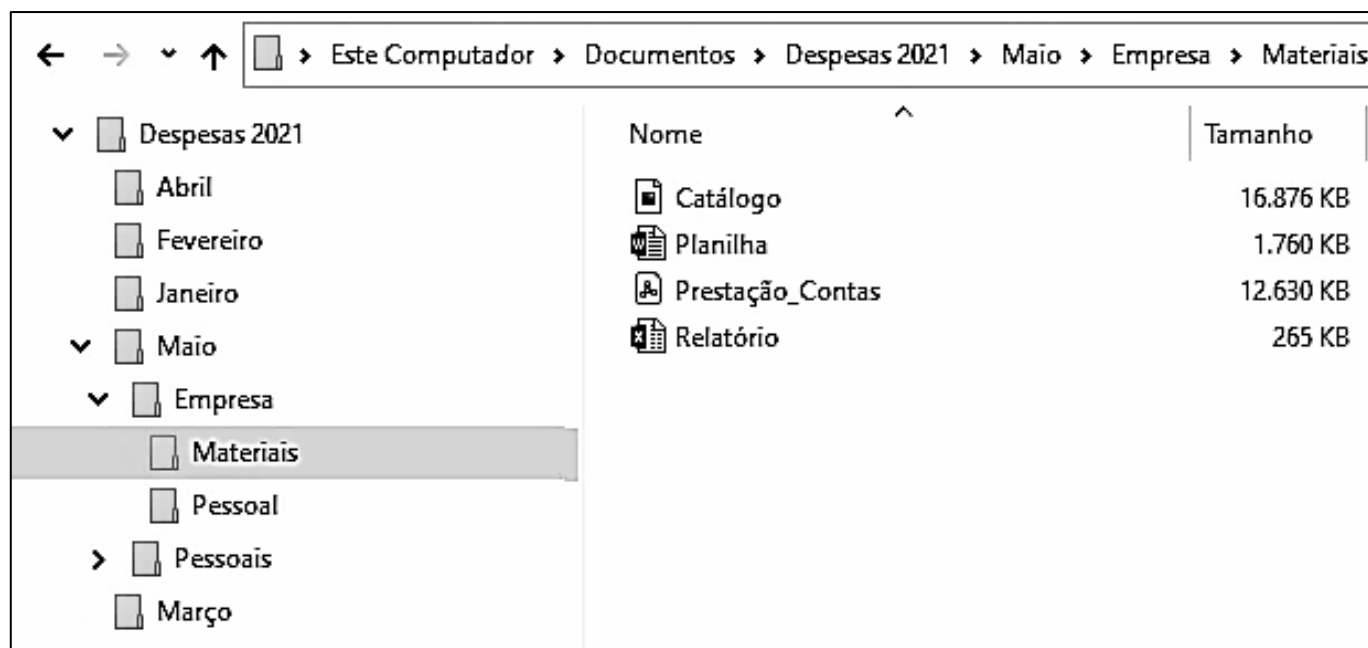 Este Computador > Documentos > Despesas 2021 > Maio > Empresa > Materiais
Despesas 2021
Abril
Fevereiro
Janeiro
Maio
Empresa
Materiais
Pessoal
Pessoais
Março
Nome Tamanho
Catálogo 16.876 KB
Planilha 1.760 KB
Prestação_Contas 12.630 KB
Relatório 265 KB